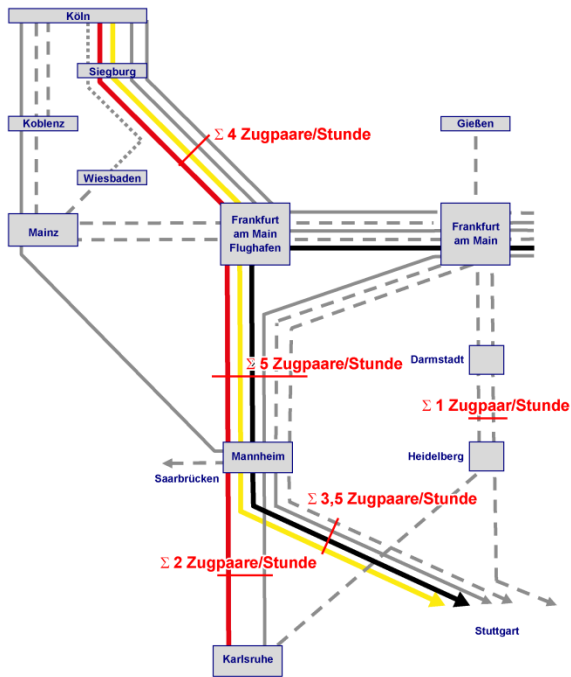 Köln
Siegburg
Koblenz
Σ 4 Zugpaare/Stunde
Gießen
Wiesbaden
Mainz
Frankfurt
am Main
Flughafen
Frankfurt
am Main
Darmstadt
Σ 5 Zugpaare/Stunde
Σ 1 Zugpaar/Stunde
Mannheim
Heidelberg
Saarbrücken
Σ 3,5 Zugpaare/Stunde
Σ 2 Zugpaare/Stunde
Stuttgart
Karlsruhe